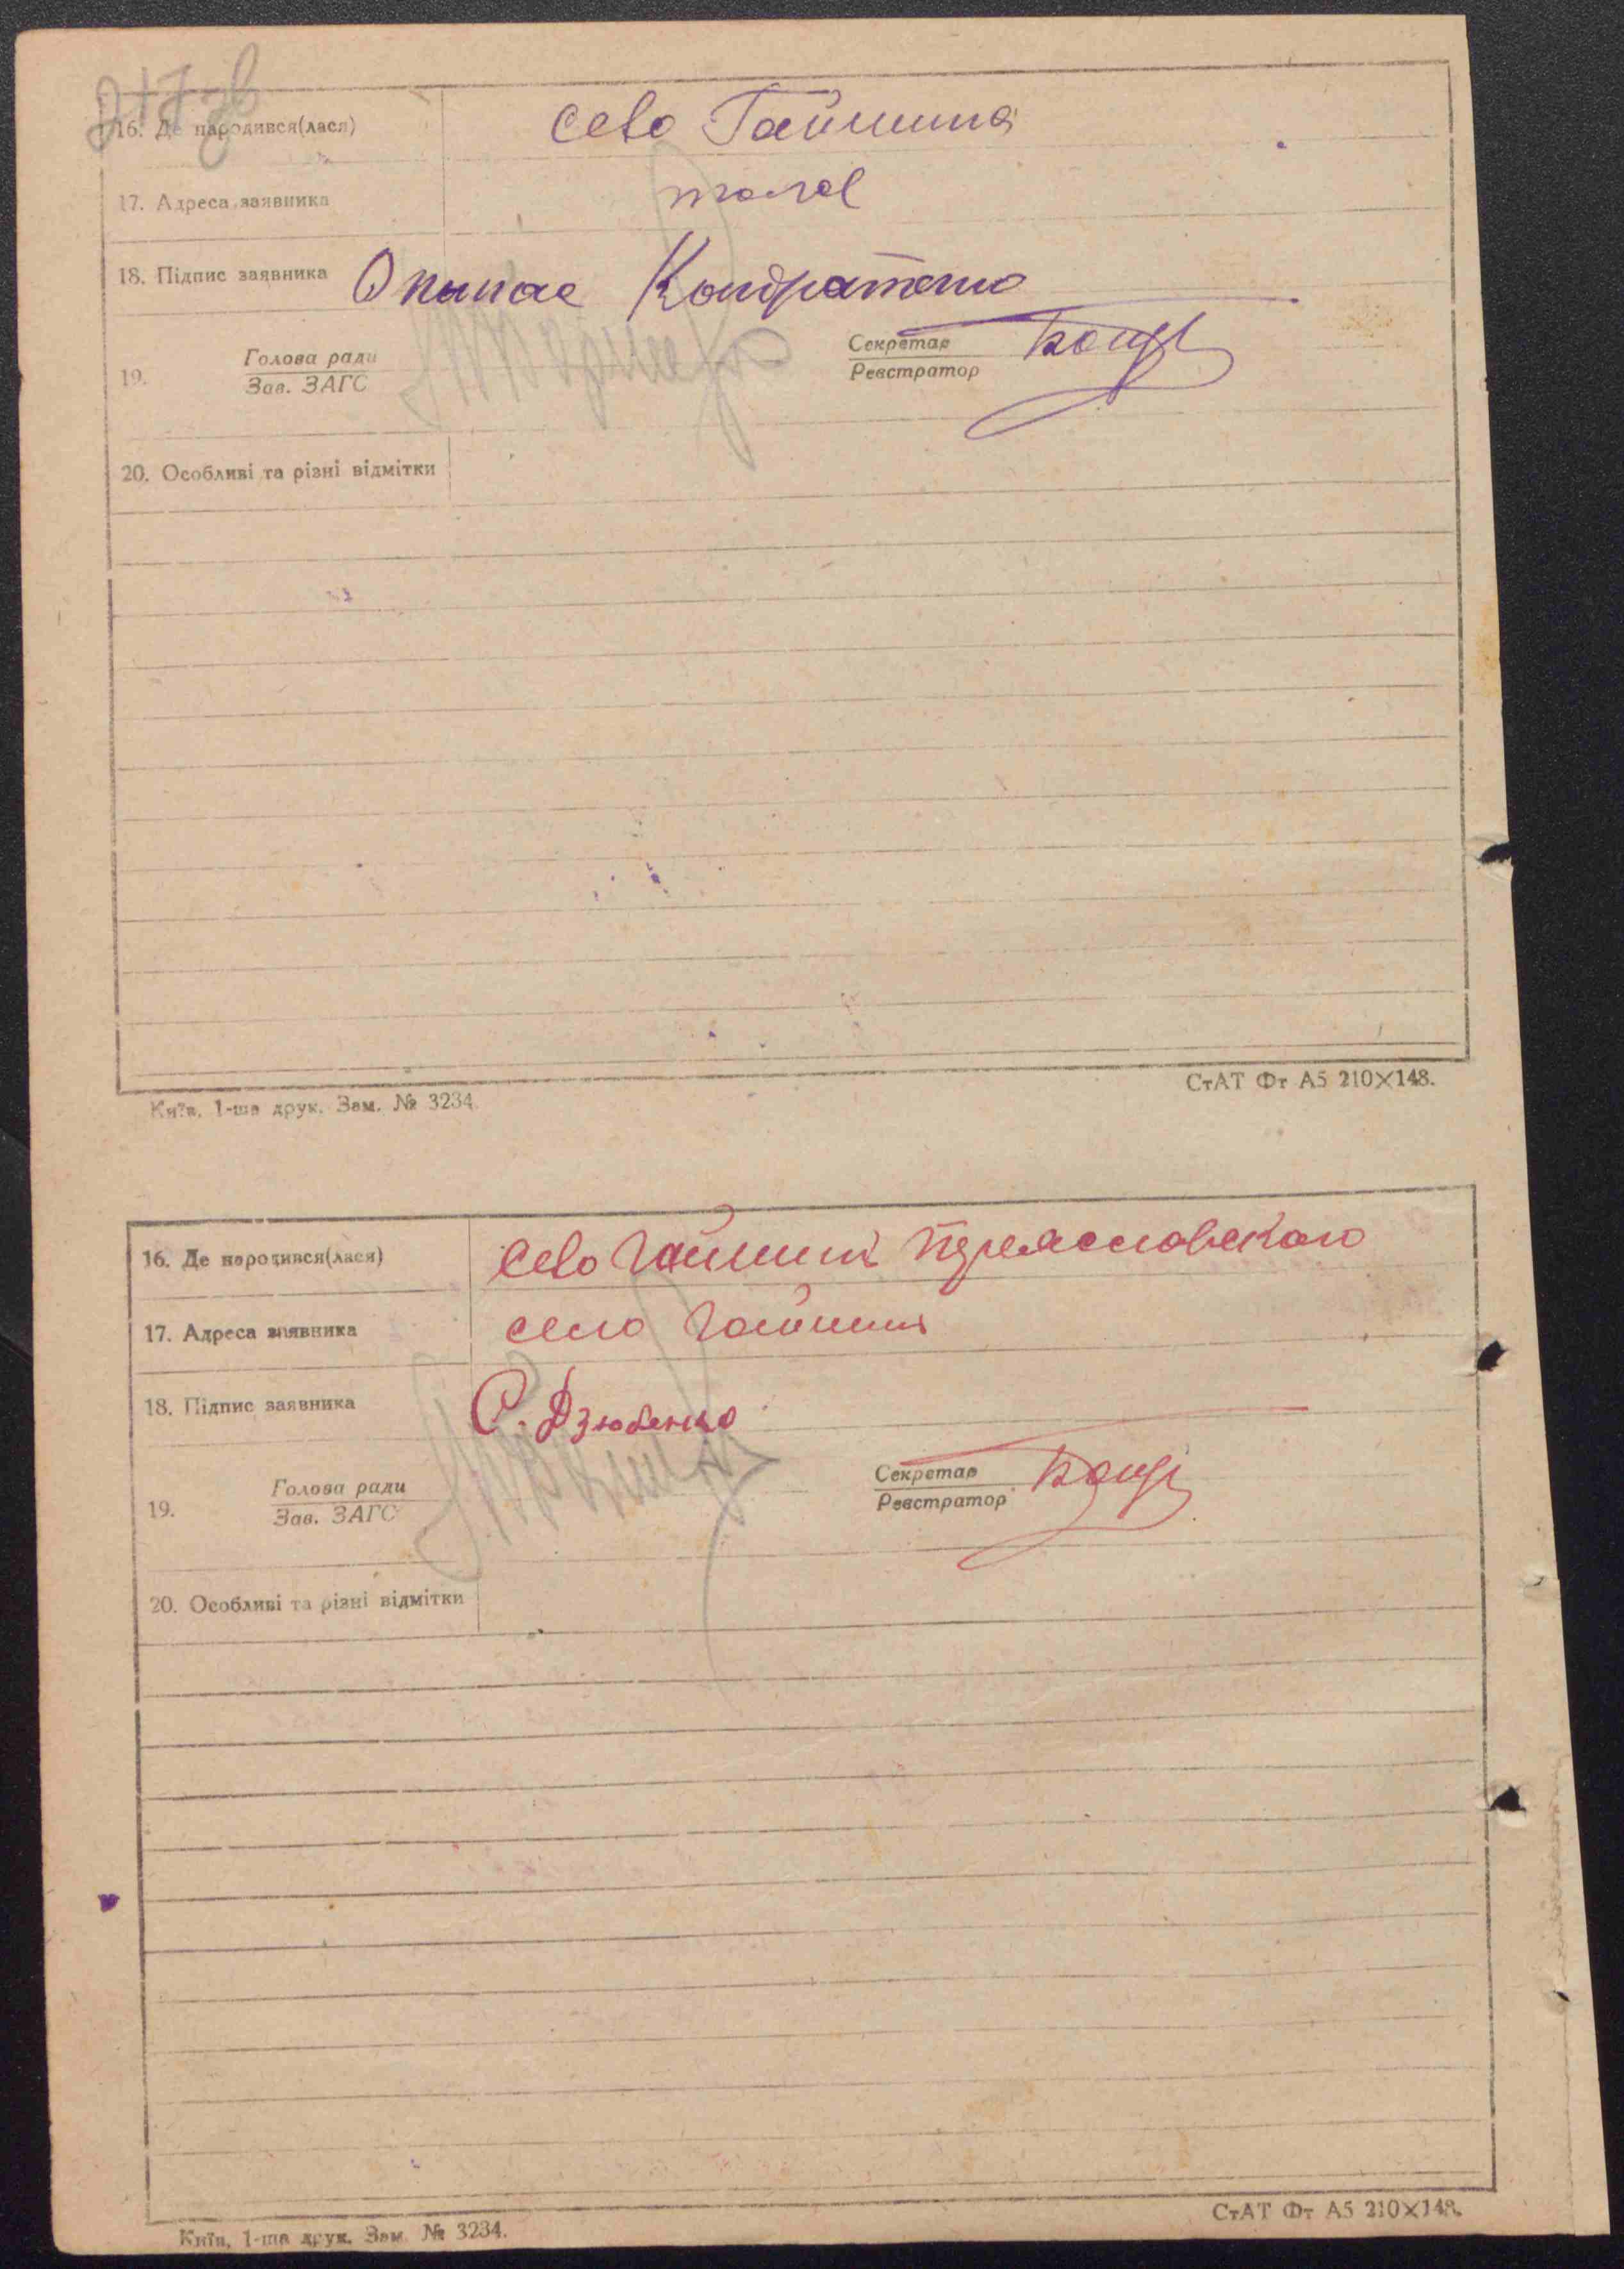 217 зв
16. Де народився(лася) село Гайшина
17. Адреса заявника тоже
18. Підпис заявника Кондратенко
19. Голова ради Секретар
Зав. ЗАГС Реєстратор
20. Особливі та різні відмітки
СтАТ Фт А5 210×148.
Київ, 1-ша друк. Зам. № 3234.
16. Де народився(лася) село Гайшин
17. Адреса заявника село Гайшин
18. Підпис заявника С. Дзюбенко
19. Голова ради Секретар
Зав. ЗАГС Реєстратор
20. Особливі та різні відмітки
СтАТ Фт А5 210×148.
Київ, 1-ша друк. Зам. № 3234.